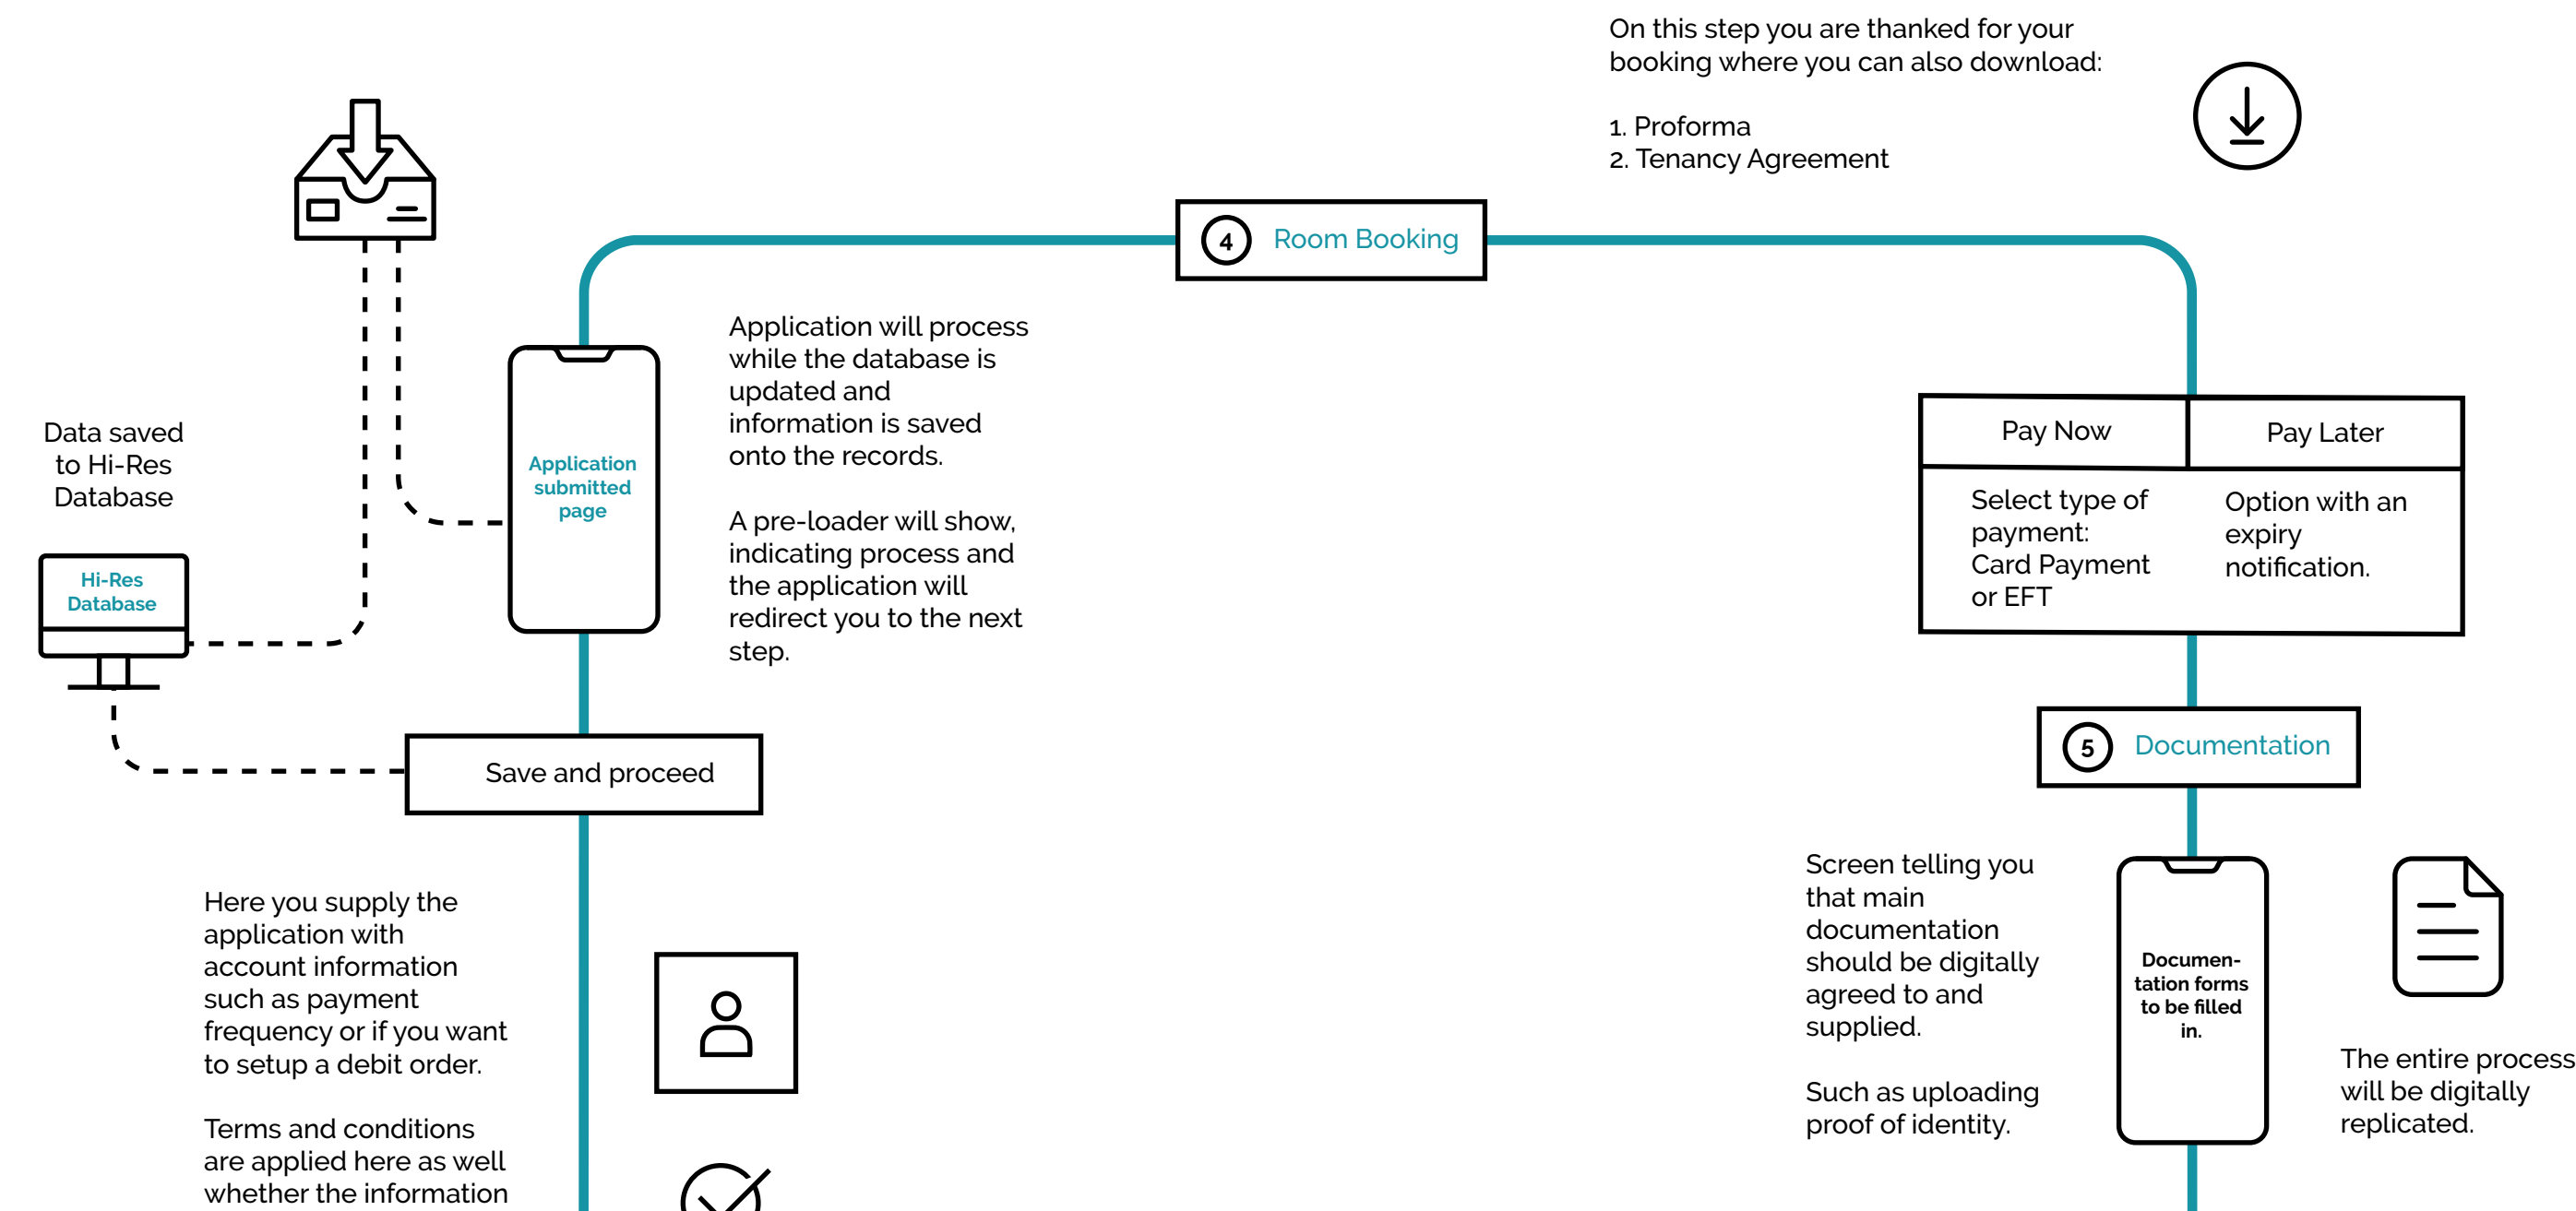 On this step you are thanked for your
booking where you can also download:
1. Proforma
2. Tenancy Agreement
4
Room Booking
Application will process
while the database is
updated and
information is saved
onto the records.
A pre-loader will show,
indicating process and
the application will
redirect you to the next
step.
Application
submitted
page
Data saved
to Hi-Res
Database
Hi-Res
Database
Save and proceed
Here you supply the
application with
account information
such as payment
frequency or if you want
to setup a debit order.
Terms and conditions
are applied here as well
whether the information
Pay Now
Pay Later
Select type of
payment:
Card Payment
or EFT
Option with an
expiry
notification.
5
Documentation
Screen telling you
that main
documentation
should be digitally
agreed to and
supplied.
Such as uploading
proof of identity.
Documen-
tation forms
to be filled
in.
The entire process
will be digitally
replicated.